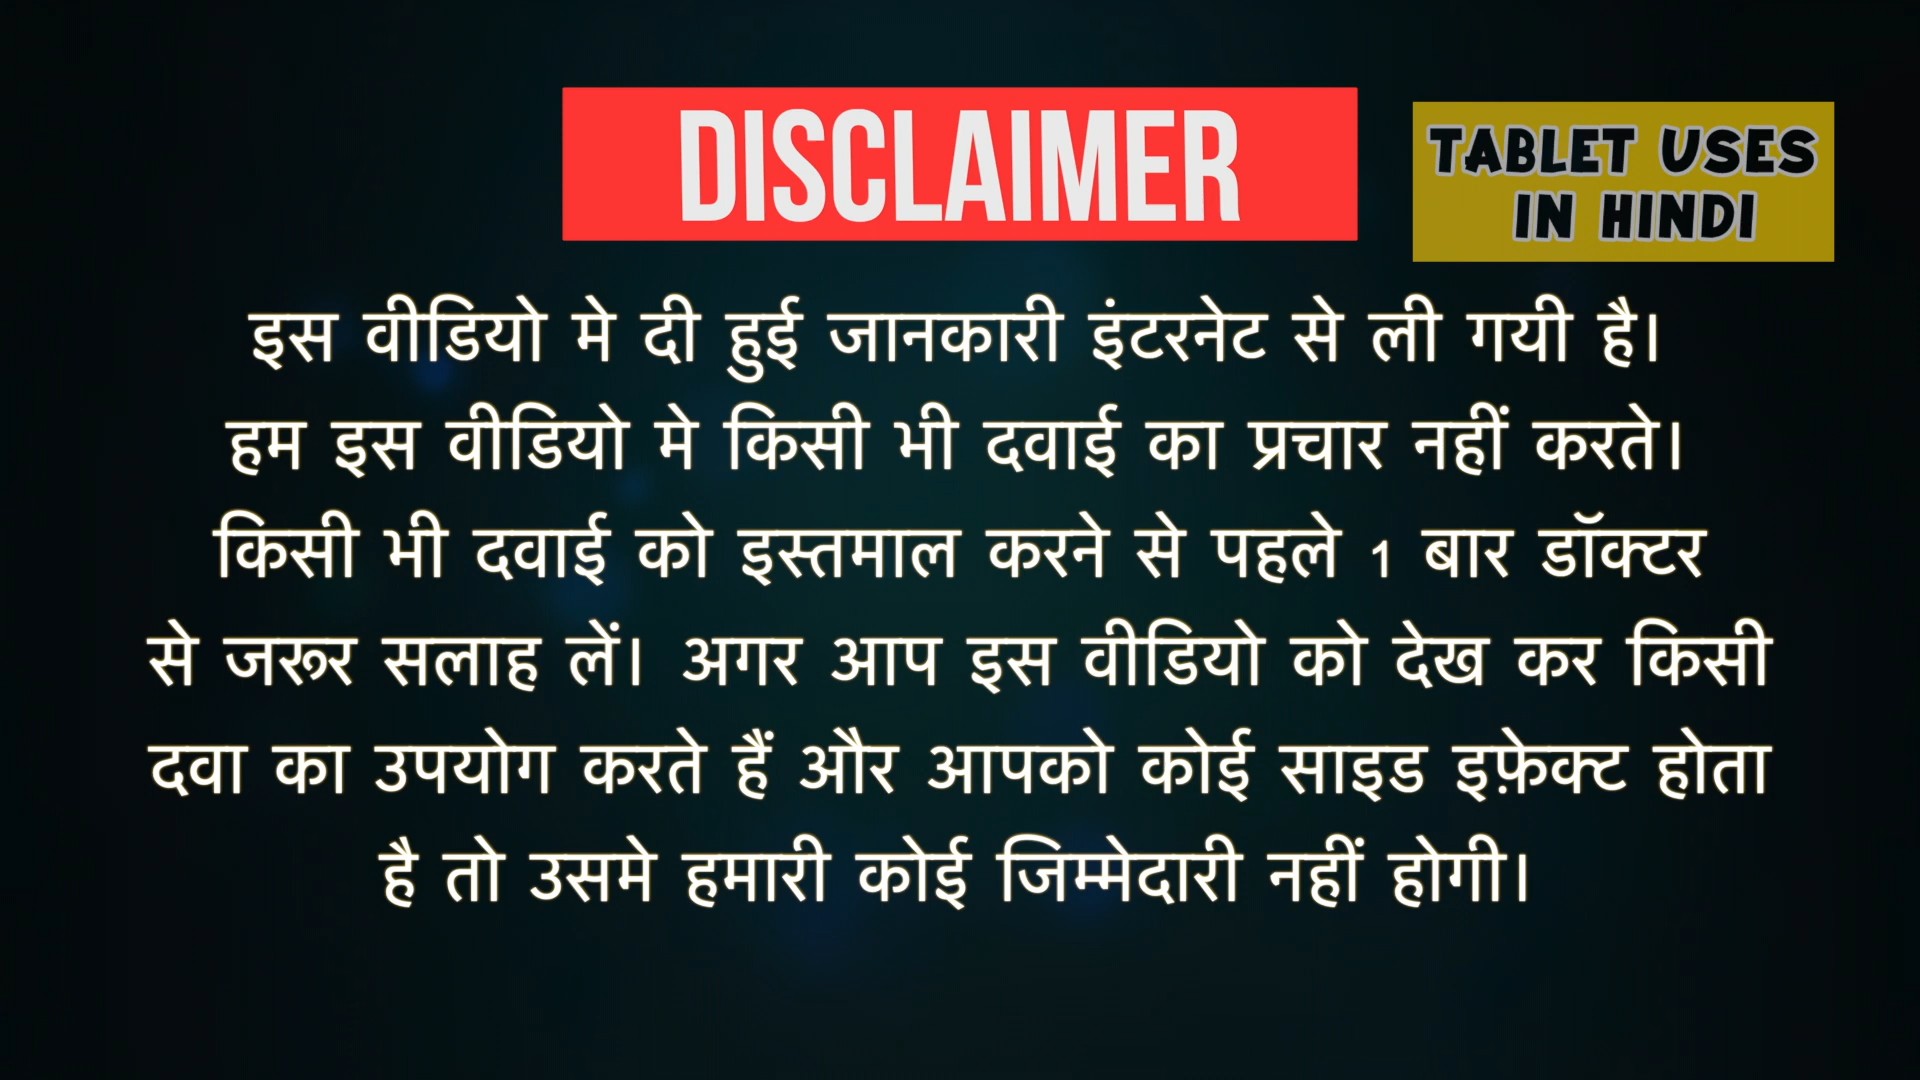 DISCLAIMER
TABLET USES
IN HINDI
इस वीडियो मे दी हुई जानकारी इंटरनेट से ली गयी है।
हम इस वीडियो मे किसी भी दवाई का प्रचार नहीं करते।
किसी भी दवाई को इस्तमाल करने से पहले 1 बार डॉक्टर
से जरूर सलाह लें। अगर आप इस वीडियो को देख कर किसी
दवा का उपयोग करते हैं और आपको कोई साइड इफ़ेक्ट होता
है तो उसमे हमारी कोई जिम्मेदारी नहीं होगी।